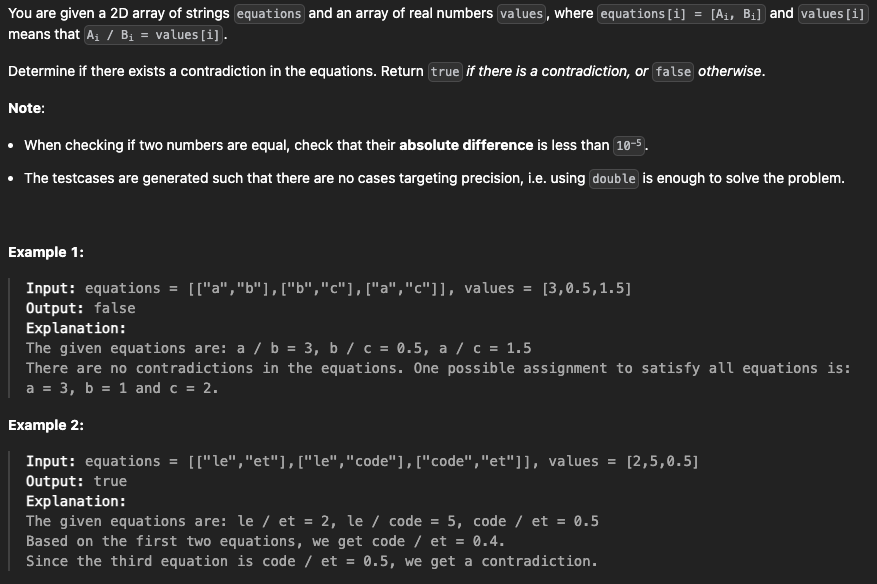 You are given a 2D array of strings equations and an array of real numbers values, where equations[i] = [Aᵢ, Bᵢ] and values[i]
means that Aᵢ / Bᵢ = values[i].
Determine if there exists a contradiction in the equations. Return true if there is a contradiction, or false otherwise.
Note:
• When checking if two numbers are equal, check that their absolute difference is less than 10⁻⁵.
• The testcases are generated such that there are no cases targeting precision, i.e. using double is enough to solve the problem.
Example 1:
Input: equations = [["a","b"],["b","c"],["a","c"]], values = [3,0.5,1.5]
Output: false
Explanation:
The given equations are: a / b = 3, b / c = 0.5, a / c = 1.5
There are no contradictions in the equations. One possible assignment to satisfy all equations is:
a = 3, b = 1 and c = 2.
Example 2:
Input: equations = [["le","et"],["le","code"],["code","et"]], values = [2,5,0.5]
Output: true
Explanation:
The given equations are: le / et = 2, le / code = 5, code / et = 0.5
Based on the first two equations, we get code / et = 0.4.
Since the third equation is code / et = 0.5, we get a contradiction.